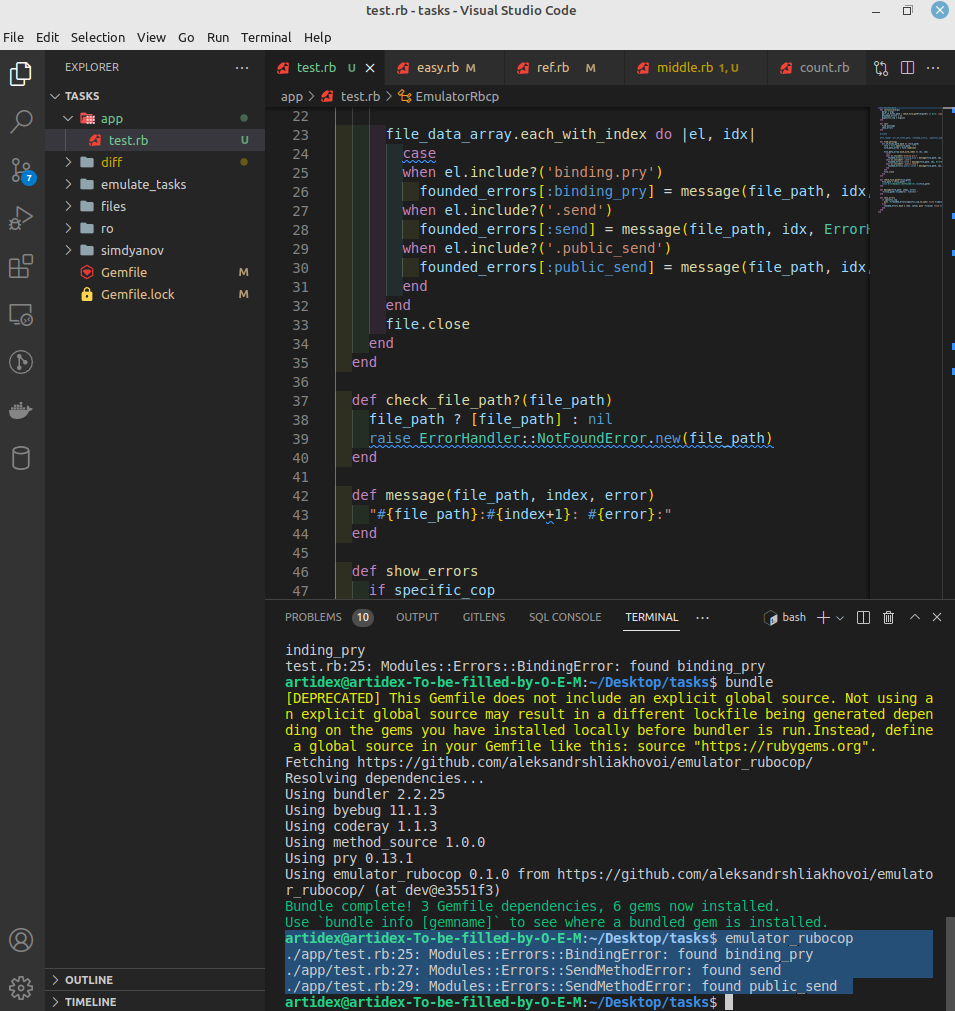 test.rb - tasks - Visual Studio Code
File Edit Selection View Go Run Terminal Help
EXPLORER ...
TASKS
app
test.rb U
diff
emulate_tasks
files
ro
simdyanov
Gemfile M
Gemfile.lock M
7
OUTLINE
TIMELINE
test.rb U easy.rb M ref.rb M middle.rb 1, U count.rb ...
app > test.rb > EmulatorRbcp
22
23 file_data_array.each_with_index do |el, idx|
24 case
25 when el.include?('binding.pry')
26 founded_errors[:binding_pry] = message(file_path, idx,
27 when el.include?('.send')
28 founded_errors[:send] = message(file_path, idx, ErrorH
29 when el.include?('.public_send')
30 founded_errors[:public_send] = message(file_path, idx,
31 end
32 end
33 file.close
34 end
35 end
36
37 def check_file_path?(file_path)
38 file_path ? [file_path] : nil
39 raise ErrorHandler::NotFoundError.new(file_path)
40 end
41
42 def message(file_path, index, error)
43 "#{file_path}:#{index+1}: #{error}:"
44 end
45
46 def show_errors
47 if specific_cop
PROBLEMS 10 OUTPUT GITLENS SQL CONSOLE TERMINAL ... bash
inding_pry
test.rb:25: Modules::Errors::BindingError: found binding_pry
artidex@artidex-To-be-filled-by-O-E-M:~/Desktop/tasks$ bundle
[DEPRECATED] This Gemfile does not include an explicit global source. Not using a
n explicit global source may result in a different lockfile being generated depen
ding on the gems you have installed locally before bundler is run.Instead, define
a global source in your Gemfile like this: source "https://rubygems.org".
Fetching https://github.com/aleksandrshliakhovoi/emulator_rubocop/
Resolving dependencies...
Using bundler 2.2.25
Using byebug 11.1.3
Using coderay 1.1.3
Using method_source 1.0.0
Using pry 0.13.1
Using emulator_rubocop 0.1.0 from https://github.com/aleksandrshliakhovoi/emulato
r_rubocop/ (at dev@e3551f3)
Bundle complete! 3 Gemfile dependencies, 6 gems now installed.
Use `bundle info [gemname]` to see where a bundled gem is installed.
artidex@artidex-To-be-filled-by-O-E-M:~/Desktop/tasks$ emulator_rubocop
./app/test.rb:25: Modules::Errors::BindingError: found binding_pry
./app/test.rb:27: Modules::Errors::SendMethodError: found send
./app/test.rb:29: Modules::Errors::SendMethodError: found public_send
artidex@artidex-To-be-filled-by-O-E-M:~/Desktop/tasks$